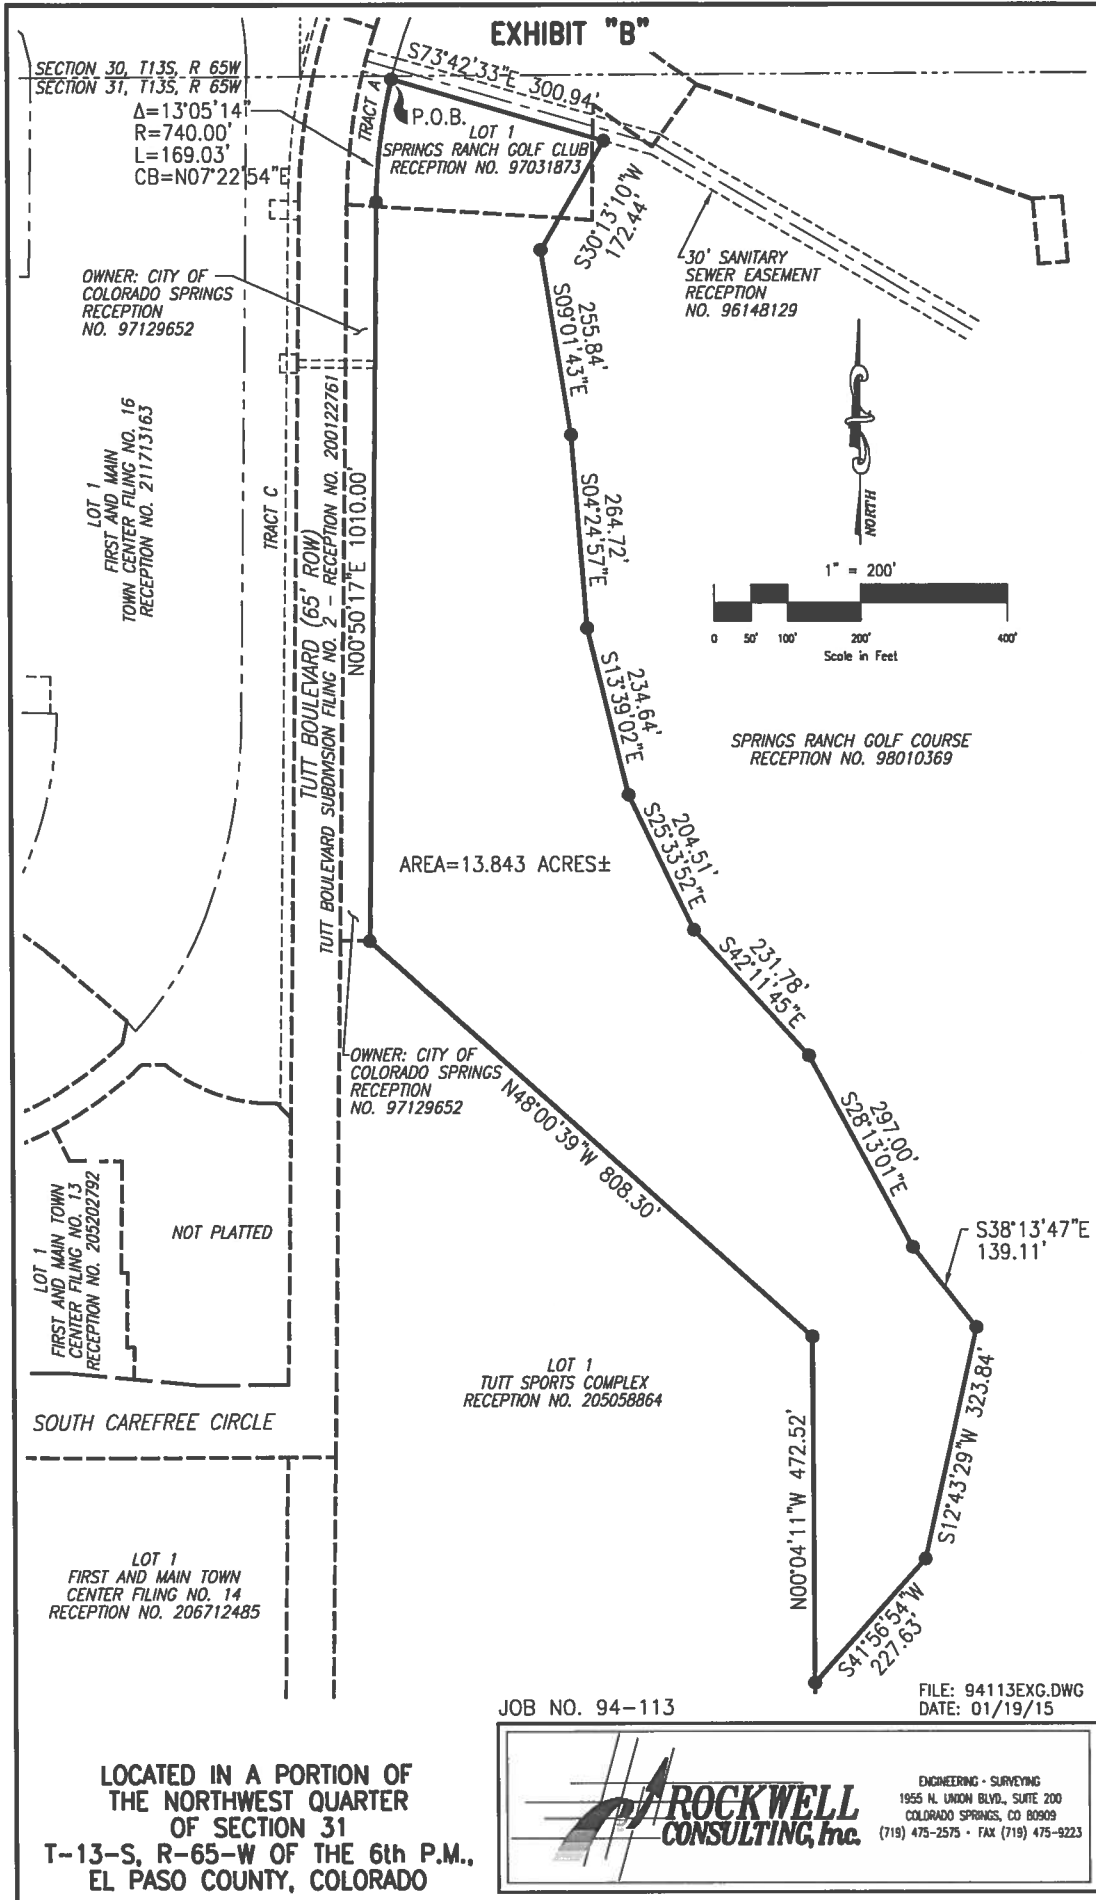 EXHIBIT "B"
SECTION 30, T13S, R 65W
SECTION 31, T13S, R 65W
Δ=13°05'14"
R=740.00'
L=169.03'
CB=N07°22'54"E
TRACT A
P.O.B.
S73°42'33"E 300.94'
LOT 1
SPRINGS RANCH GOLF CLUB
RECEPTION NO. 97031873
S30°13'10"W
172.44'
30' SANITARY
SEWER EASEMENT
RECEPTION
NO. 96148129
OWNER: CITY OF
COLORADO SPRINGS
RECEPTION
NO. 97129652
255.84'
S09°01'43"E
NORTH
LOT 1
FIRST AND MAIN
TOWN CENTER FILING NO. 16
RECEPTION NO. 211713163
TRACT C
TUTT BOULEVARD (65' ROW)
TUTT BOULEVARD SUBDIVISION FILING NO. 2 - RECEPTION NO. 200122761
N00°50'17"E 1010.00'
264.72'
S04°24'57"E
1" = 200'
0 50' 100' 200' 400'
Scale in Feet
234.64'
S13°39'02"E
SPRINGS RANCH GOLF COURSE
RECEPTION NO. 98010369
204.51'
S25°33'52"E
AREA=13.843 ACRES±
231.78'
S42°11'45"E
OWNER: CITY OF
COLORADO SPRINGS
RECEPTION
NO. 97129652
N48°00'39"W 808.30'
297.00'
S28°13'01"E
S38°13'47"E
139.11'
LOT 1
FIRST AND MAIN TOWN
CENTER FILING NO. 13
RECEPTION NO. 205202792
NOT PLATTED
LOT 1
TUTT SPORTS COMPLEX
RECEPTION NO. 205058864
SOUTH CAREFREE CIRCLE
N00°04'11"W 472.52'
S12°43'29"W 323.84'
S41°56'54"W
227.63'
LOT 1
FIRST AND MAIN TOWN
CENTER FILING NO. 14
RECEPTION NO. 206712485
JOB NO. 94-113
FILE: 94113EXG.DWG
DATE: 01/19/15
LOCATED IN A PORTION OF
THE NORTHWEST QUARTER
OF SECTION 31
T-13-S, R-65-W OF THE 6th P.M.,
EL PASO COUNTY, COLORADO
ROCKWELL
CONSULTING, Inc.
ENGINEERING • SURVEYING
1955 N. UNION BLVD., SUITE 200
COLORADO SPRINGS, CO 80909
(719) 475-2575 • FAX (719) 475-9223